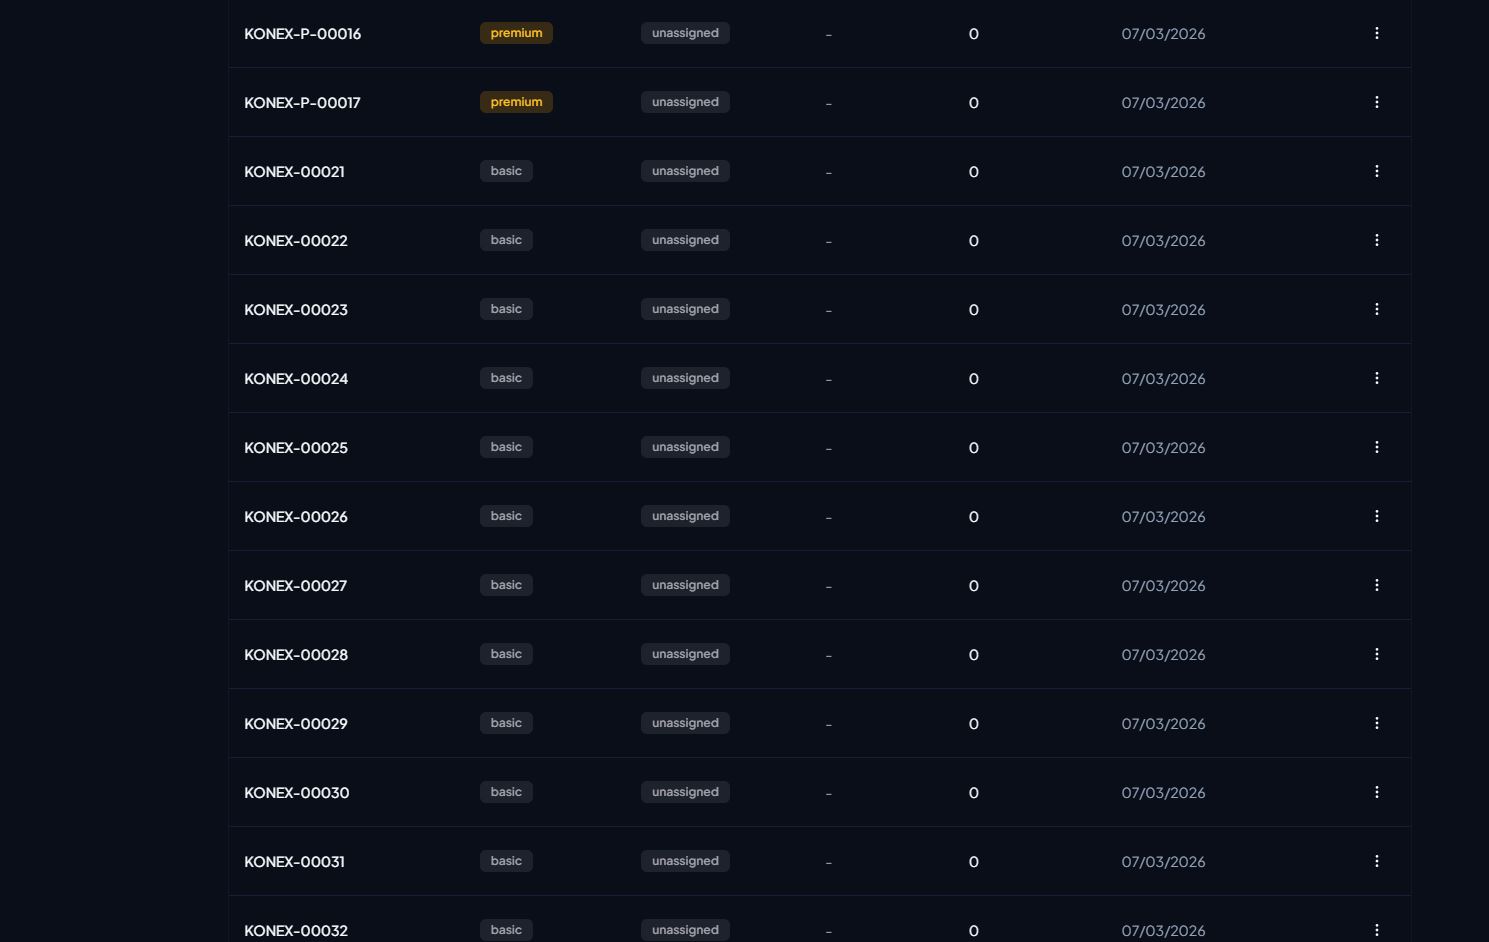 KONEX-P-00016 premium unassigned - 0 07/03/2026
KONEX-P-00017 premium unassigned - 0 07/03/2026
KONEX-00021 basic unassigned - 0 07/03/2026
KONEX-00022 basic unassigned - 0 07/03/2026
KONEX-00023 basic unassigned - 0 07/03/2026
KONEX-00024 basic unassigned - 0 07/03/2026
KONEX-00025 basic unassigned - 0 07/03/2026
KONEX-00026 basic unassigned - 0 07/03/2026
KONEX-00027 basic unassigned - 0 07/03/2026
KONEX-00028 basic unassigned - 0 07/03/2026
KONEX-00029 basic unassigned - 0 07/03/2026
KONEX-00030 basic unassigned - 0 07/03/2026
KONEX-00031 basic unassigned - 0 07/03/2026
KONEX-00032 basic unassigned - 0 07/03/2026